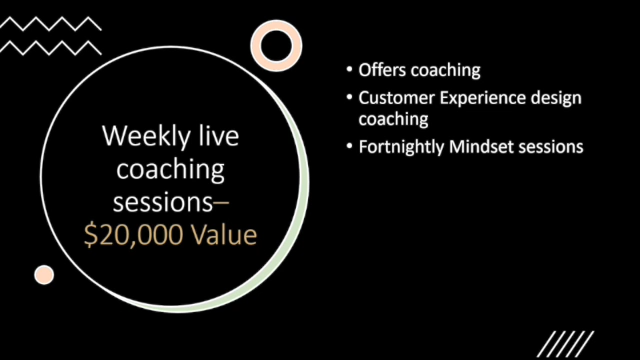 Weekly live
coaching
sessions–
$20,000 Value
• Offers coaching
• Customer Experience design
coaching
• Fortnightly Mindset sessions